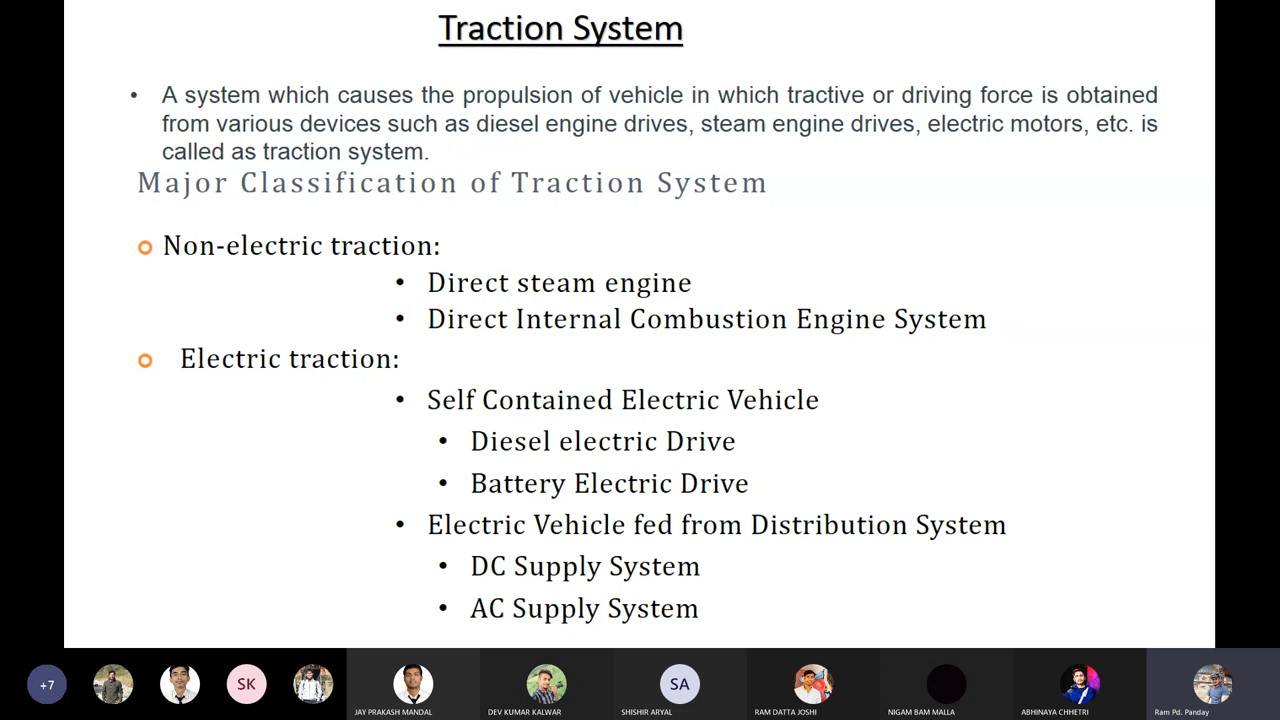 Traction System
• A system which causes the propulsion of vehicle in which tractive or driving force is obtained
from various devices such as diesel engine drives, steam engine drives, electric motors, etc. is
called as traction system.
Major Classification of Traction System
Non-electric traction:
• Direct steam engine
• Direct Internal Combustion Engine System
Electric traction:
• Self Contained Electric Vehicle
• Diesel electric Drive
• Battery Electric Drive
• Electric Vehicle fed from Distribution System
• DC Supply System
• AC Supply System
+7
SK
SA
JAY PRAKASH MANDAL
DEV KUMAR KALWAR
SHISHIR ARYAL
RAM DATTA JOSHI
NIGAM BAM MALLA
ABHINAYA CHHETRI
Ram Pd. Panday